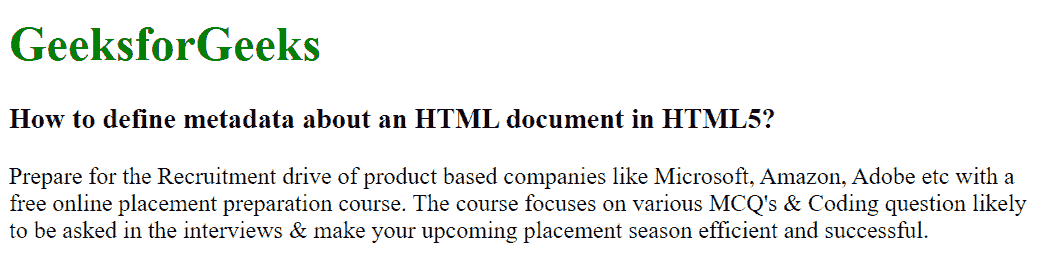 GeeksforGeeks
How to define metadata about an HTML document in HTML5?
Prepare for the Recruitment drive of product based companies like Microsoft, Amazon, Adobe etc with a
free online placement preparation course. The course focuses on various MCQ's & Coding question likely
to be asked in the interviews & make your upcoming placement season efficient and successful.